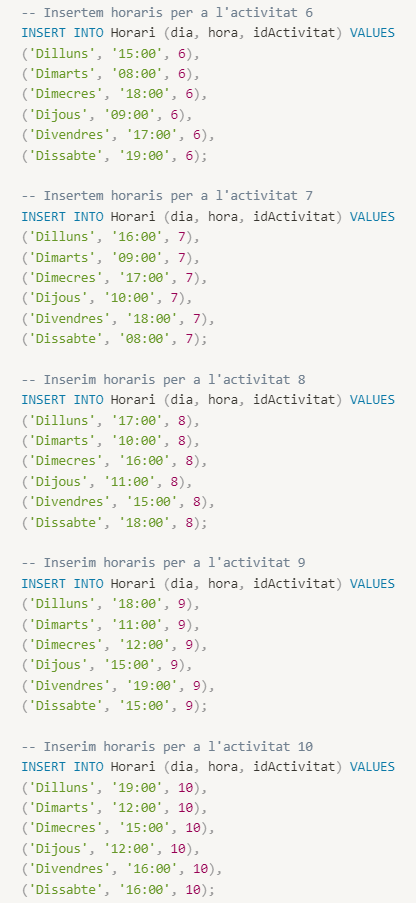 -- Insertem horaris per a l'activitat 6
INSERT INTO Horari (dia, hora, idActivitat) VALUES
('Dilluns', '15:00', 6),
('Dimarts', '08:00', 6),
('Dimecres', '18:00', 6),
('Dijous', '09:00', 6),
('Divendres', '17:00', 6),
('Dissabte', '19:00', 6);
-- Insertem horaris per a l'activitat 7
INSERT INTO Horari (dia, hora, idActivitat) VALUES
('Dilluns', '16:00', 7),
('Dimarts', '09:00', 7),
('Dimecres', '17:00', 7),
('Dijous', '10:00', 7),
('Divendres', '18:00', 7),
('Dissabte', '08:00', 7);
-- Inserim horaris per a l'activitat 8
INSERT INTO Horari (dia, hora, idActivitat) VALUES
('Dilluns', '17:00', 8),
('Dimarts', '10:00', 8),
('Dimecres', '16:00', 8),
('Dijous', '11:00', 8),
('Divendres', '15:00', 8),
('Dissabte', '18:00', 8);
-- Inserim horaris per a l'activitat 9
INSERT INTO Horari (dia, hora, idActivitat) VALUES
('Dilluns', '18:00', 9),
('Dimarts', '11:00', 9),
('Dimecres', '12:00', 9),
('Dijous', '15:00', 9),
('Divendres', '19:00', 9),
('Dissabte', '15:00', 9);
-- Inserim horaris per a l'activitat 10
INSERT INTO Horari (dia, hora, idActivitat) VALUES
('Dilluns', '19:00', 10),
('Dimarts', '12:00', 10),
('Dimecres', '15:00', 10),
('Dijous', '12:00', 10),
('Divendres', '16:00', 10),
('Dissabte', '16:00', 10);